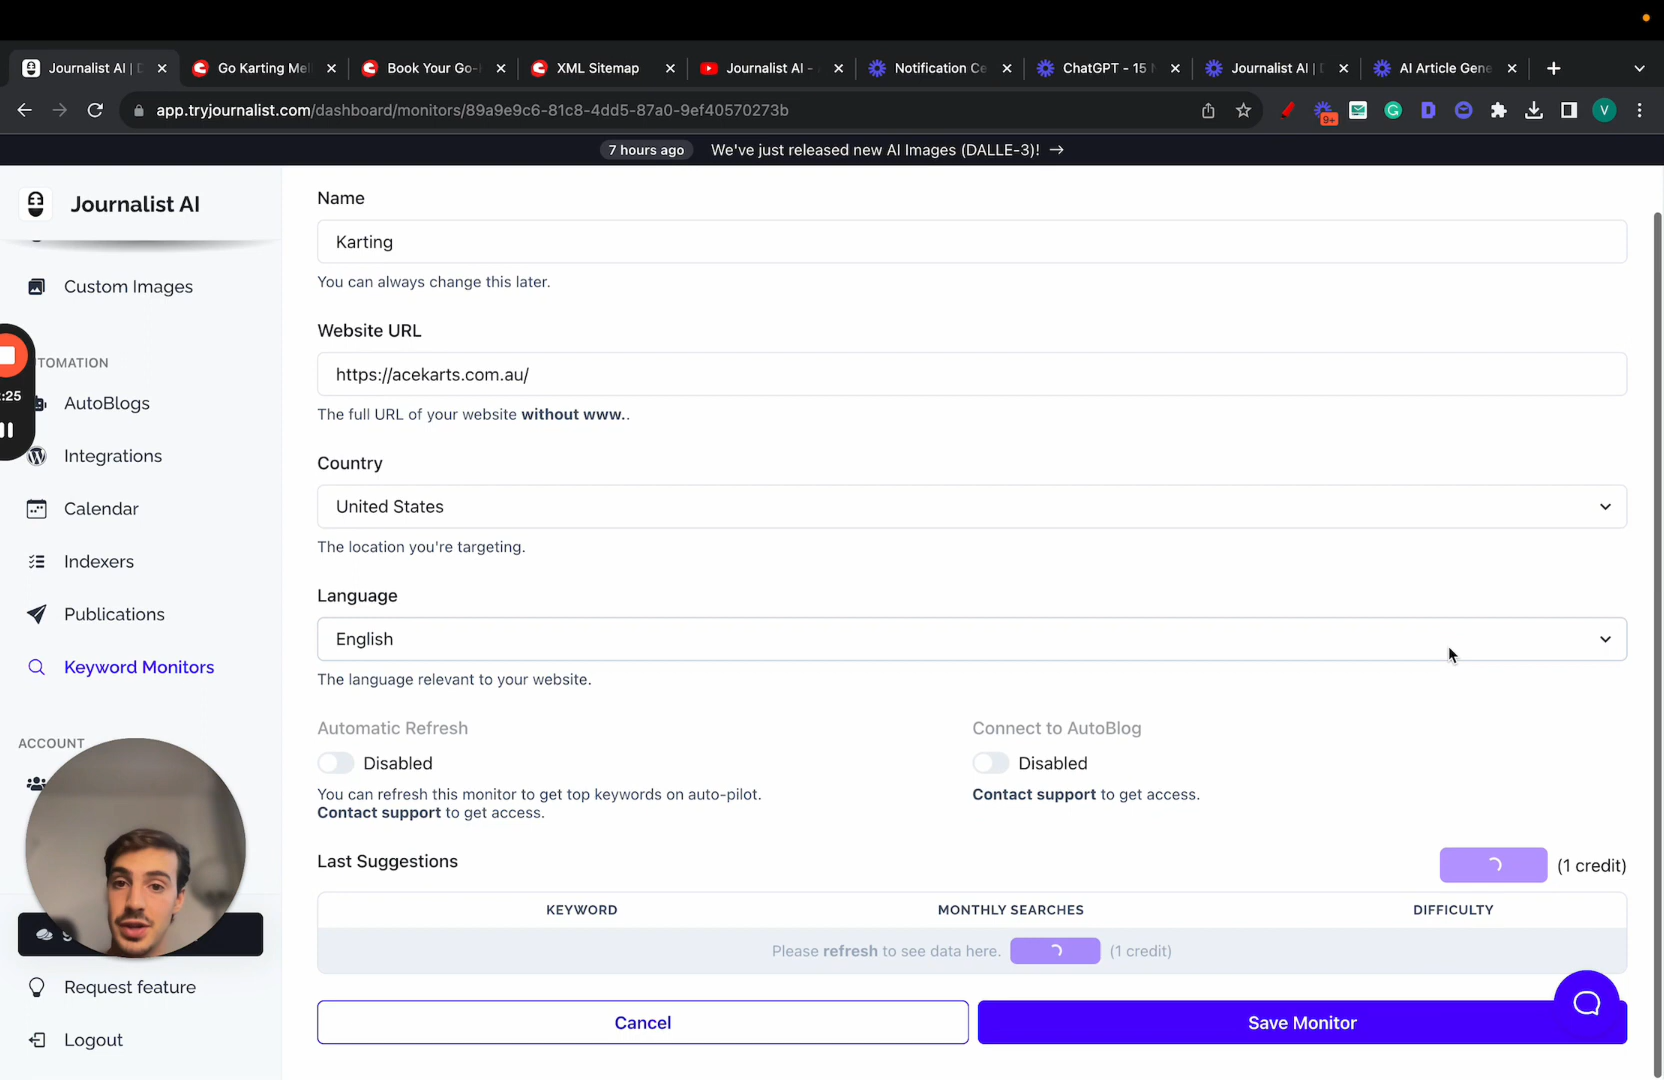 Journalist AI | D
Go Karting Mel
Book Your Go-
XML Sitemap
Journalist AI -
Notification Ce
ChatGPT - 15
Journalist AI | D
AI Article Gene
app.tryjournalist.com/dashboard/monitors/89a9e9c6-81c8-4dd5-87a0-9ef40570273b
9+
V
7 hours ago We've just released new AI Images (DALLE-3)! →
Journalist AI
Custom Images
TOMATION
:25
AutoBlogs
Integrations
Calendar
Indexers
Publications
Keyword Monitors
ACCOUNT
Request feature
Logout
Name
Karting
You can always change this later.
Website URL
https://acekarts.com.au/
The full URL of your website without www..
Country
United States
The location you're targeting.
Language
English
The language relevant to your website.
Automatic Refresh
Disabled
You can refresh this monitor to get top keywords on auto-pilot.
Contact support to get access.
Connect to AutoBlog
Disabled
Contact support to get access.
Last Suggestions
(1 credit)
KEYWORD MONTHLY SEARCHES DIFFICULTY
Please refresh to see data here. (1 credit)
Cancel
Save Monitor